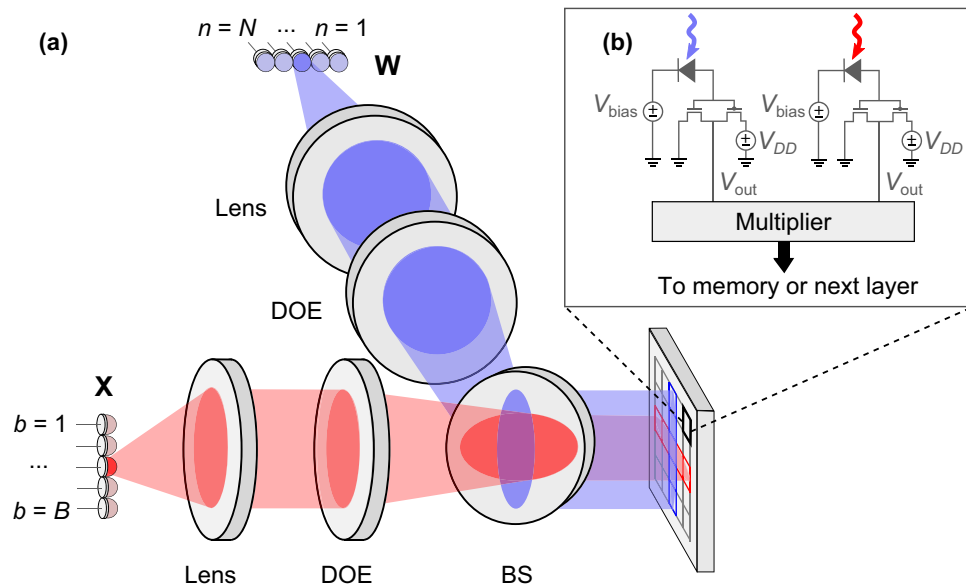 (a)
n = N ... n = 1
W
Lens
DOE
X
b = 1
...
b = B
Lens
DOE
BS
(b)
V_bias
V_DD
V_out
V_bias
V_DD
V_out
Multiplier
To memory or next layer